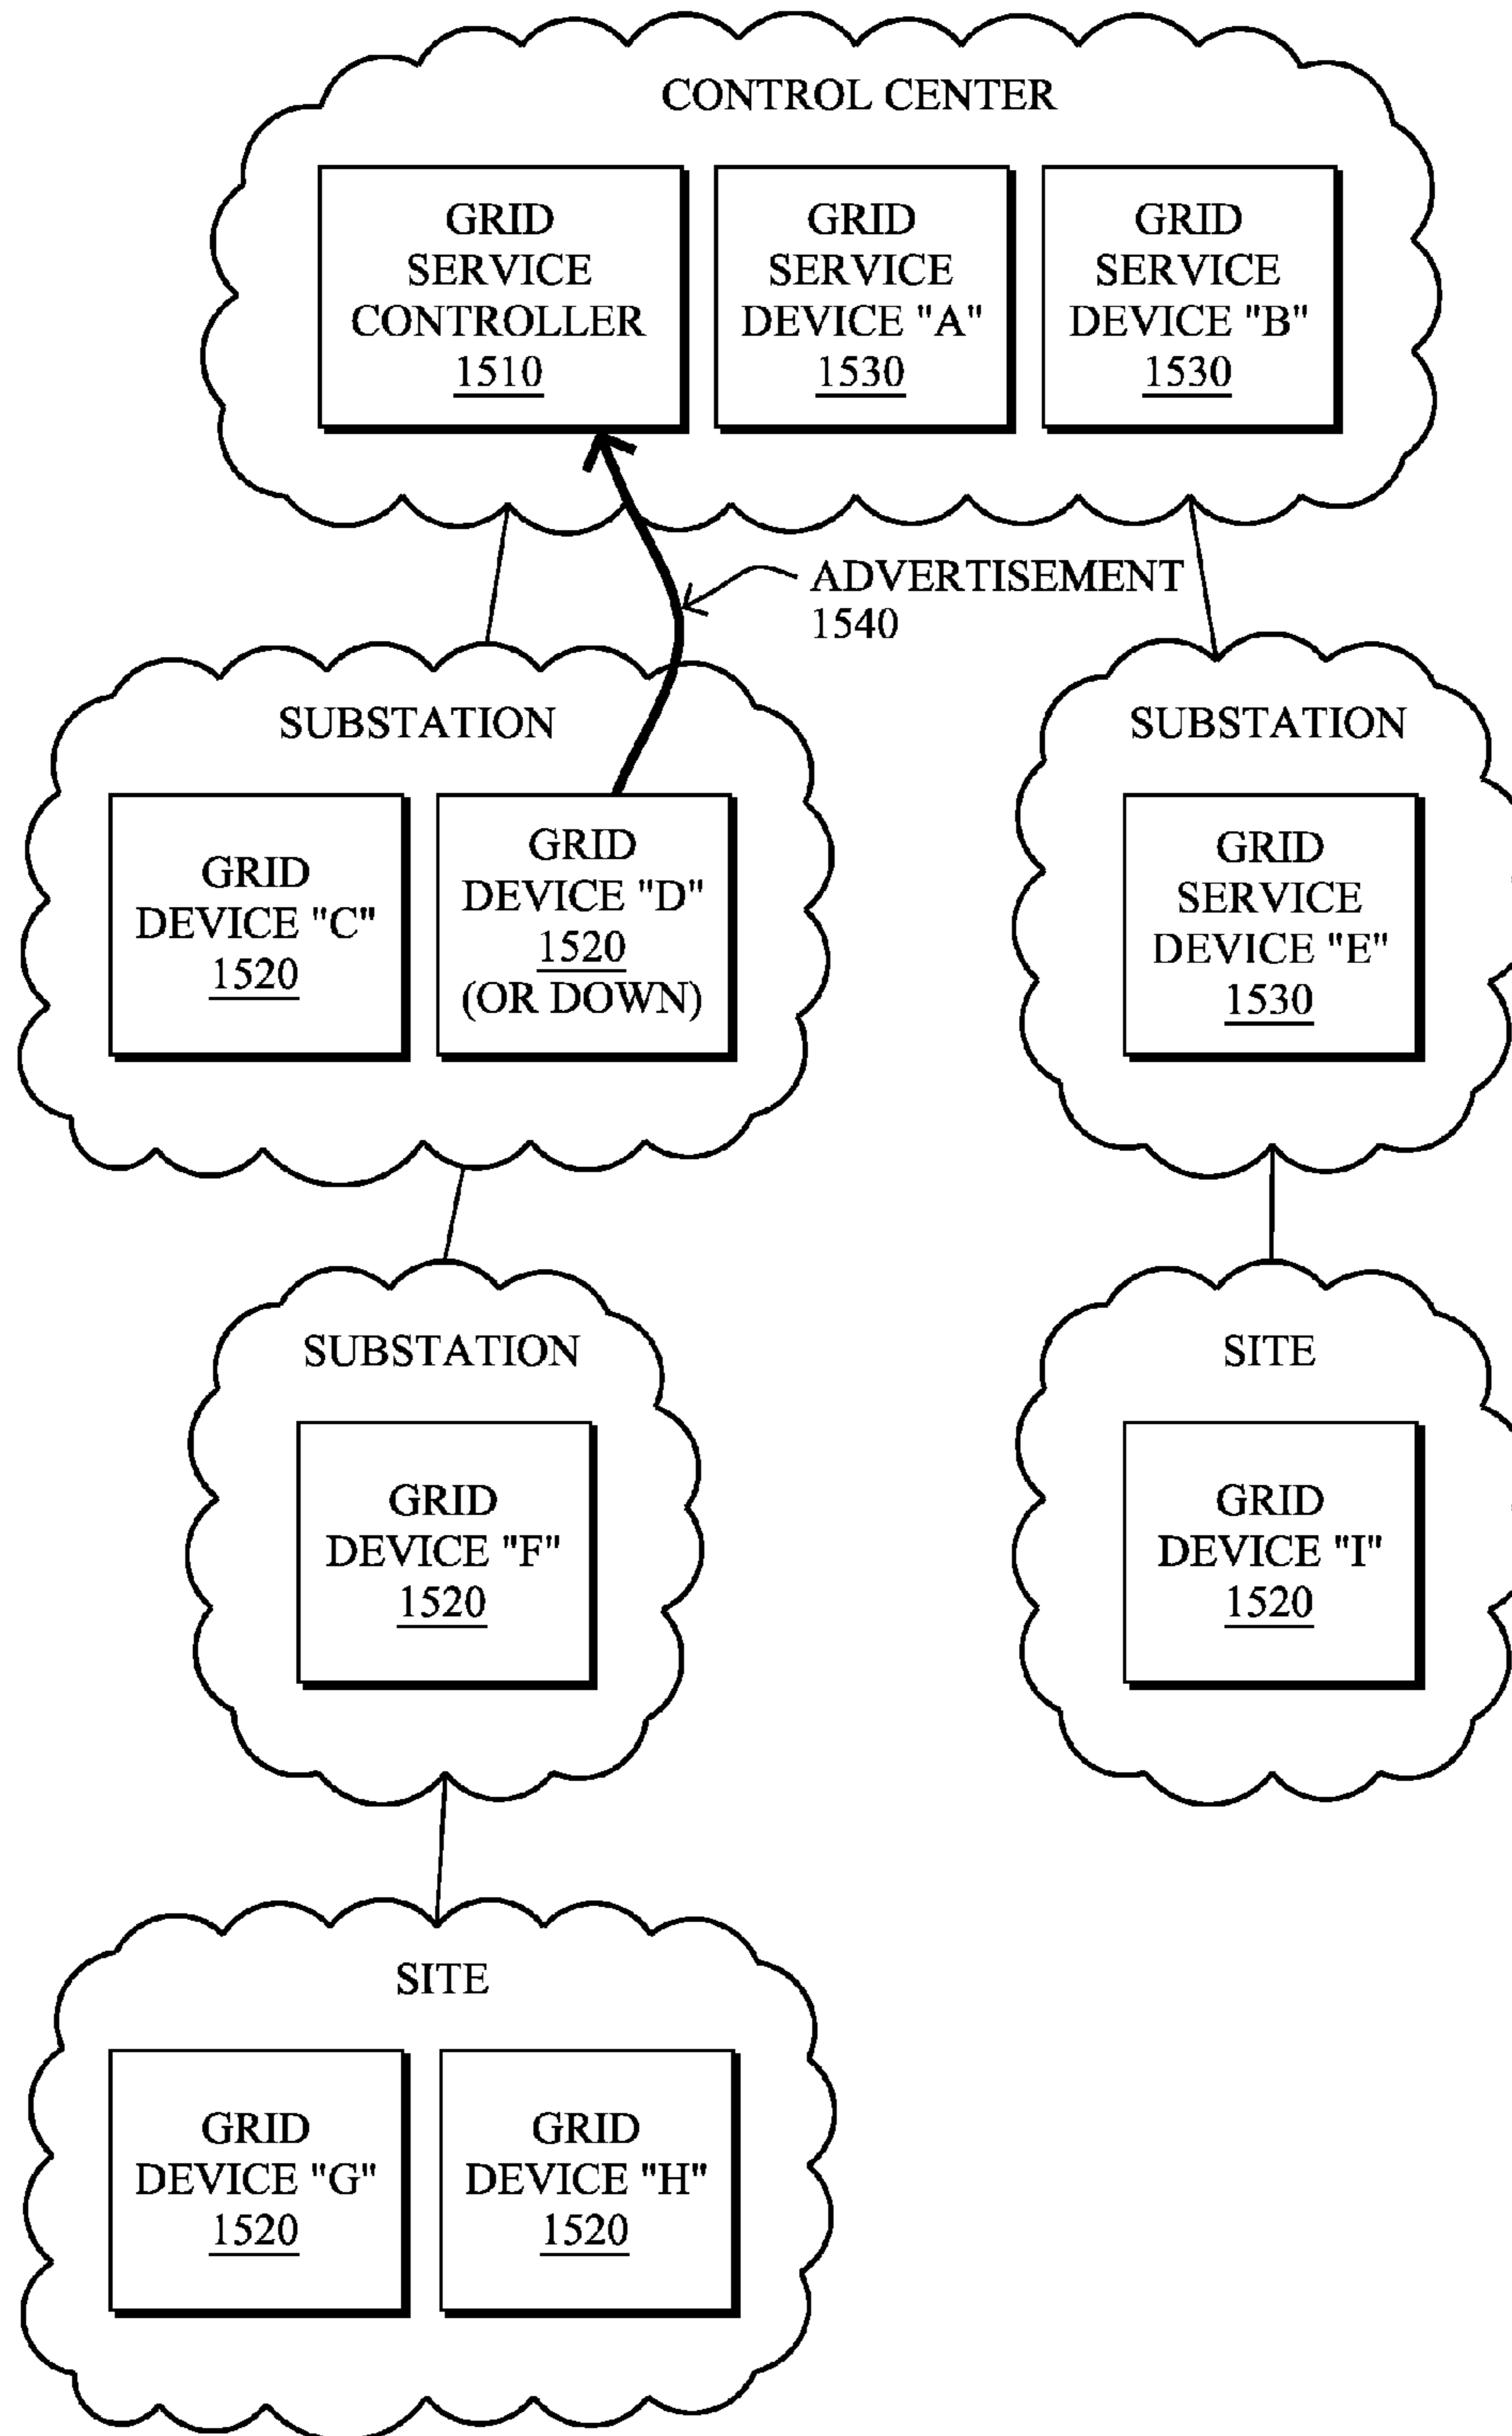 CONTROL CENTER
GRID
SERVICE
CONTROLLER
1510
GRID
SERVICE
DEVICE "A"
1530
GRID
SERVICE
DEVICE "B"
1530
ADVERTISEMENT
1540
SUBSTATION
GRID
DEVICE "C"
1520
GRID
DEVICE "D"
1520
(OR DOWN)
SUBSTATION
GRID
SERVICE
DEVICE "E"
1530
SUBSTATION
GRID
DEVICE "F"
1520
SITE
GRID
DEVICE "I"
1520
SITE
GRID
DEVICE "G"
1520
GRID
DEVICE "H"
1520